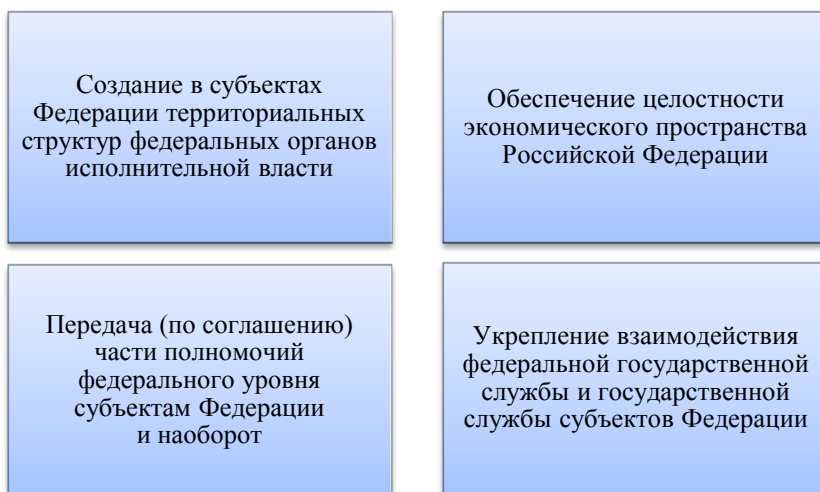 Создание в субъектах
Федерации территориальных
структур федеральных органов
исполнительной власти
Обеспечение целостности
экономического пространства
Российской Федерации
Передача (по соглашению)
части полномочий
федерального уровня
субъектам Федерации
и наоборот
Укрепление взаимодействия
федеральной государственной
службы и государственной
службы субъектов Федерации